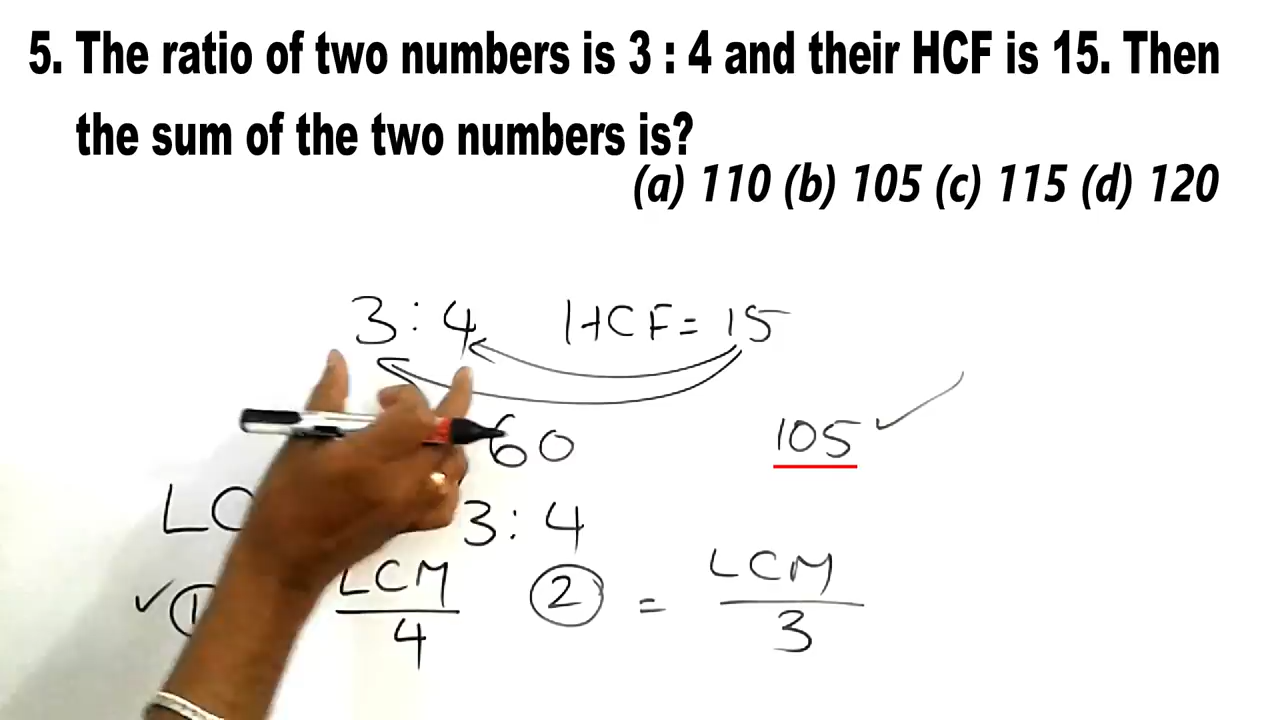 5. The ratio of two numbers is 3 : 4 and their HCF is 15. Then
the sum of the two numbers is?
(a) 110 (b) 105 (c) 115 (d) 120
3 : 4 HCF = 15
60 105
3 : 4
LCM LCM
② =
4 3